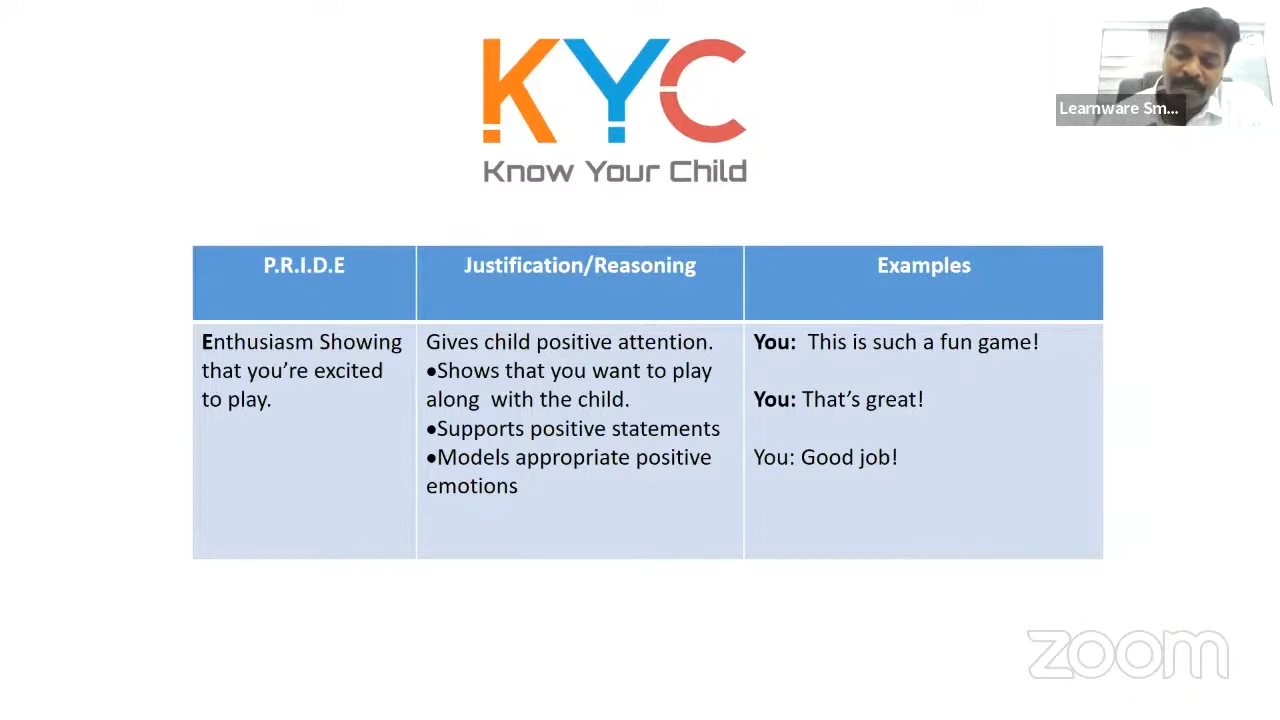 KYC
Know Your Child
Learnware Sm...
P.R.I.D.E
Justification/Reasoning
Examples
Enthusiasm Showing
that you’re excited
to play.
Gives child positive attention.
•Shows that you want to play
along with the child.
•Supports positive statements
•Models appropriate positive
emotions
You: This is such a fun game!
You: That’s great!
You: Good job!
zoom